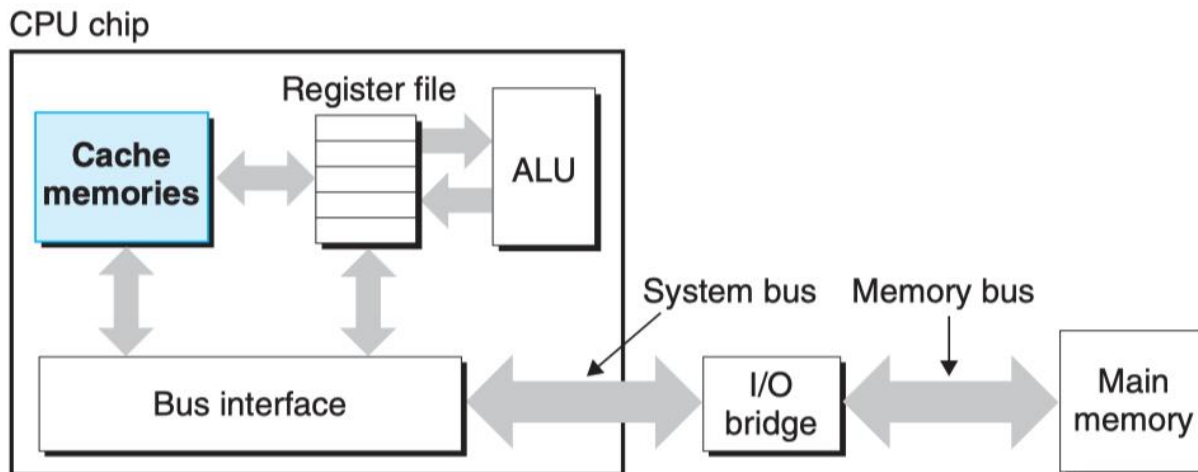 CPU chip
Register file
Cache
memories
ALU
System bus
Memory bus
Bus interface
I/O
bridge
Main
memory